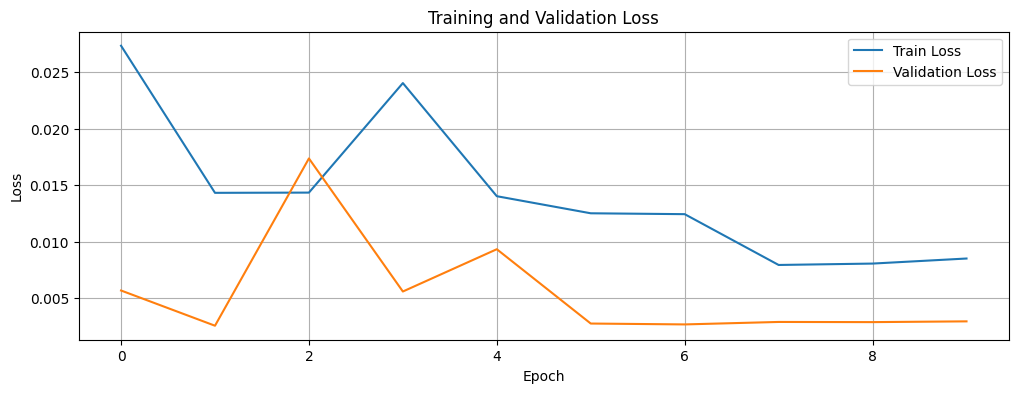 Training and Validation Loss
Train Loss
Validation Loss
Loss
0.025
0.020
0.015
0.010
0.005
0 2 4 6 8
Epoch